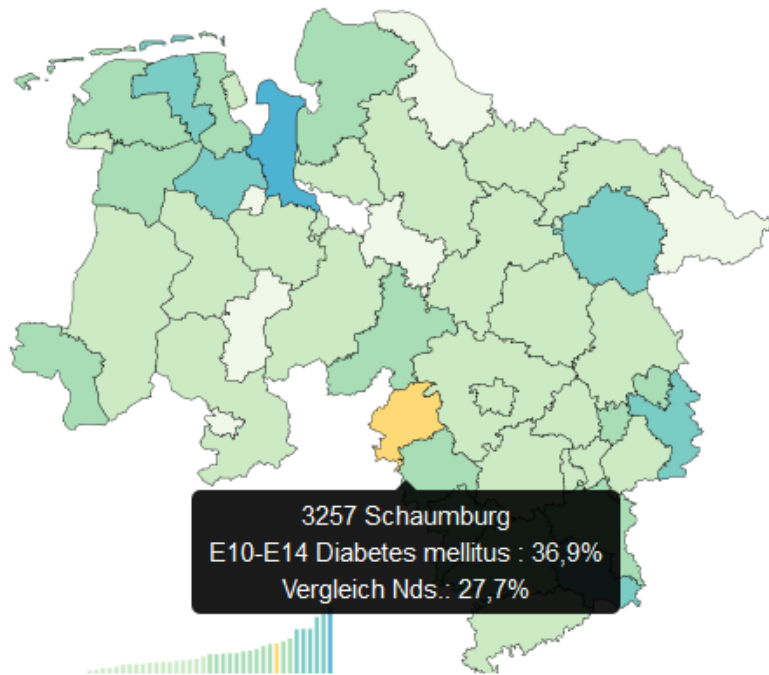 3257 Schaumburg
E10-E14 Diabetes mellitus : 36,9%
Vergleich Nds.: 27,7%